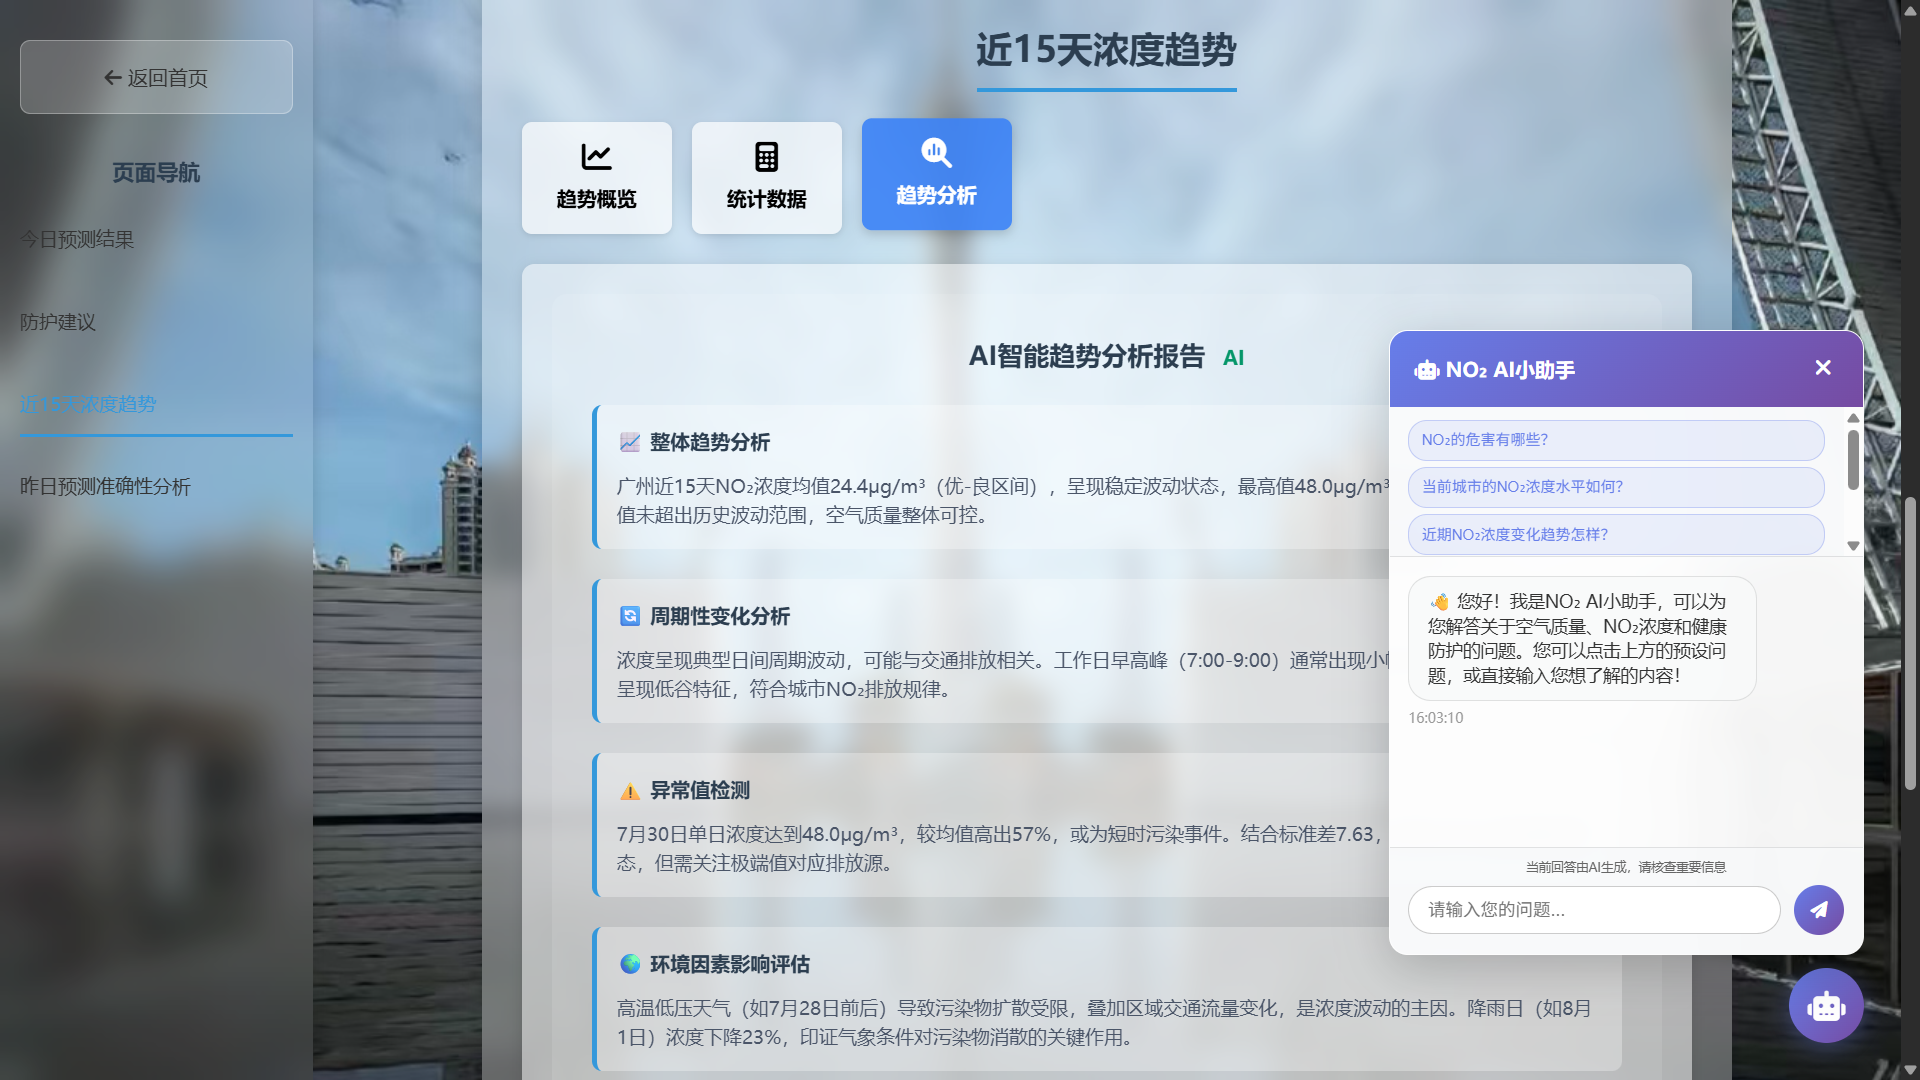 返回首页
页面导航
今日预测结果
防护建议
近15天浓度趋势
昨日预测准确性分析
近15天浓度趋势
趋势概览
统计数据
趋势分析
AI智能趋势分析报告 AI
整体趋势分析
广州近15天NO₂浓度均值24.4μg/m³（优-良区间），呈现稳定波动状态，最高值48.0μg/m³
值未超出历史波动范围，空气质量整体可控。
周期性变化分析
浓度呈现典型日间周期波动，可能与交通排放相关。工作日早高峰（7:00-9:00）通常出现小
呈现低谷特征，符合城市NO₂排放规律。
异常值检测
7月30日单日浓度达到48.0μg/m³，较均值高出57%，或为短时污染事件。结合标准差7.63，
态，但需关注极端值对应排放源。
环境因素影响评估
高温低压天气（如7月28日前后）导致污染物扩散受限，叠加区域交通流量变化，是浓度波动的主因。降雨日（如8月
1日）浓度下降23%，印证气象条件对污染物消散的关键作用。
NO₂ AI小助手
NO₂的危害有哪些？
当前城市的NO₂浓度水平如何？
近期NO₂浓度变化趋势怎样？
您好！我是NO₂ AI小助手，可以为
您解答关于空气质量、NO₂浓度和健康
防护的问题。您可以点击上方的预设问
题，或直接输入您想了解的内容！
16:03:10
当前回答由AI生成，请核查重要信息
请输入您的问题...